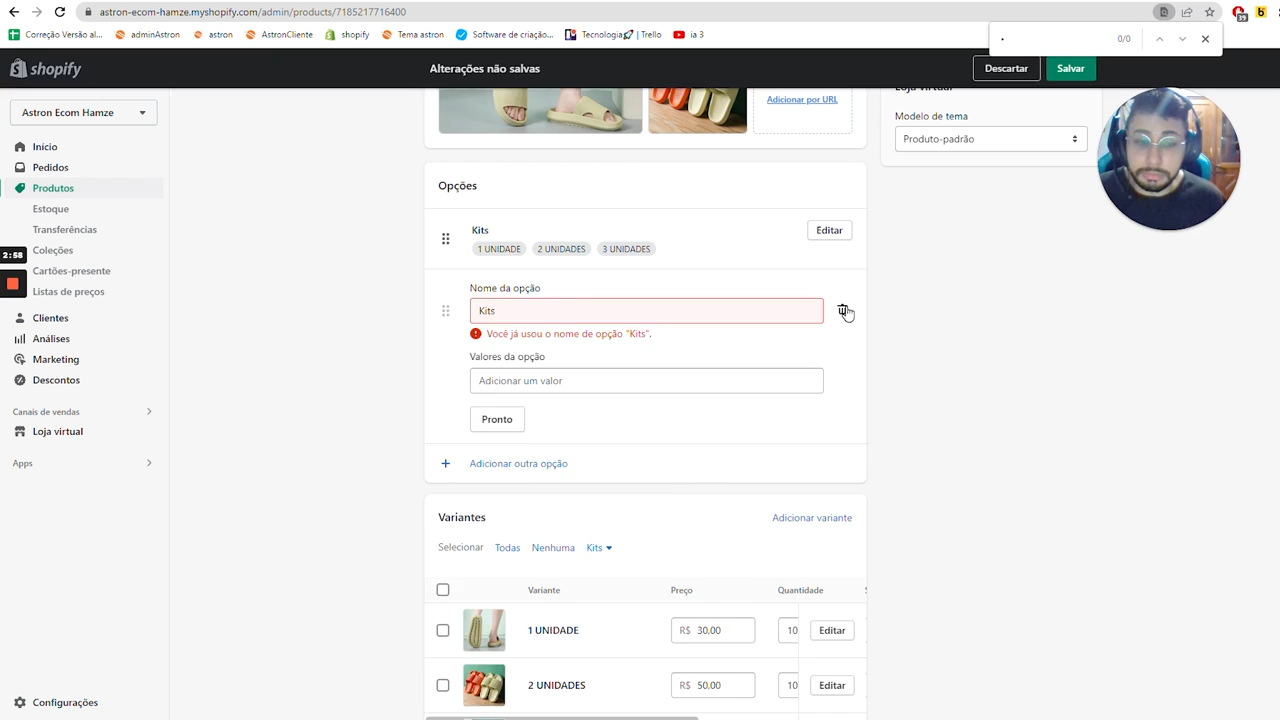 astron-ecom-hamze.myshopify.com/admin/products/7185217716400
39
Correção Versão al...
adminAstron
astron
AstronCliente
shopify
Tema astron
Software de criaçao...
Tecnologia🚀 | Trello
ia 3
0/0
shopify
Alterações não salvas
Descartar
Salvar
Astron Ecom Hamze
Início
Pedidos
Produtos
Estoque
Transferências
Coleções
Cartões-presente
Listas de preços
2:58
Clientes
Análises
Marketing
Descontos
Canais de vendas
Loja virtual
Apps
Configurações
Adicionar por URL
Loja virtual
Modelo de tema
Produto-padrão
Opções
Kits
Editar
1 UNIDADE 2 UNIDADES 3 UNIDADES
Nome da opção
Kits
Você já usou o nome de opção "Kits".
Valores da opção
Adicionar um valor
Pronto
+ Adicionar outra opção
Variantes
Adicionar variante
Selecionar Todas Nenhuma Kits
Variante Preço Quantidade
1 UNIDADE R$ 30,00 10 Editar
2 UNIDADES R$ 50,00 10 Editar